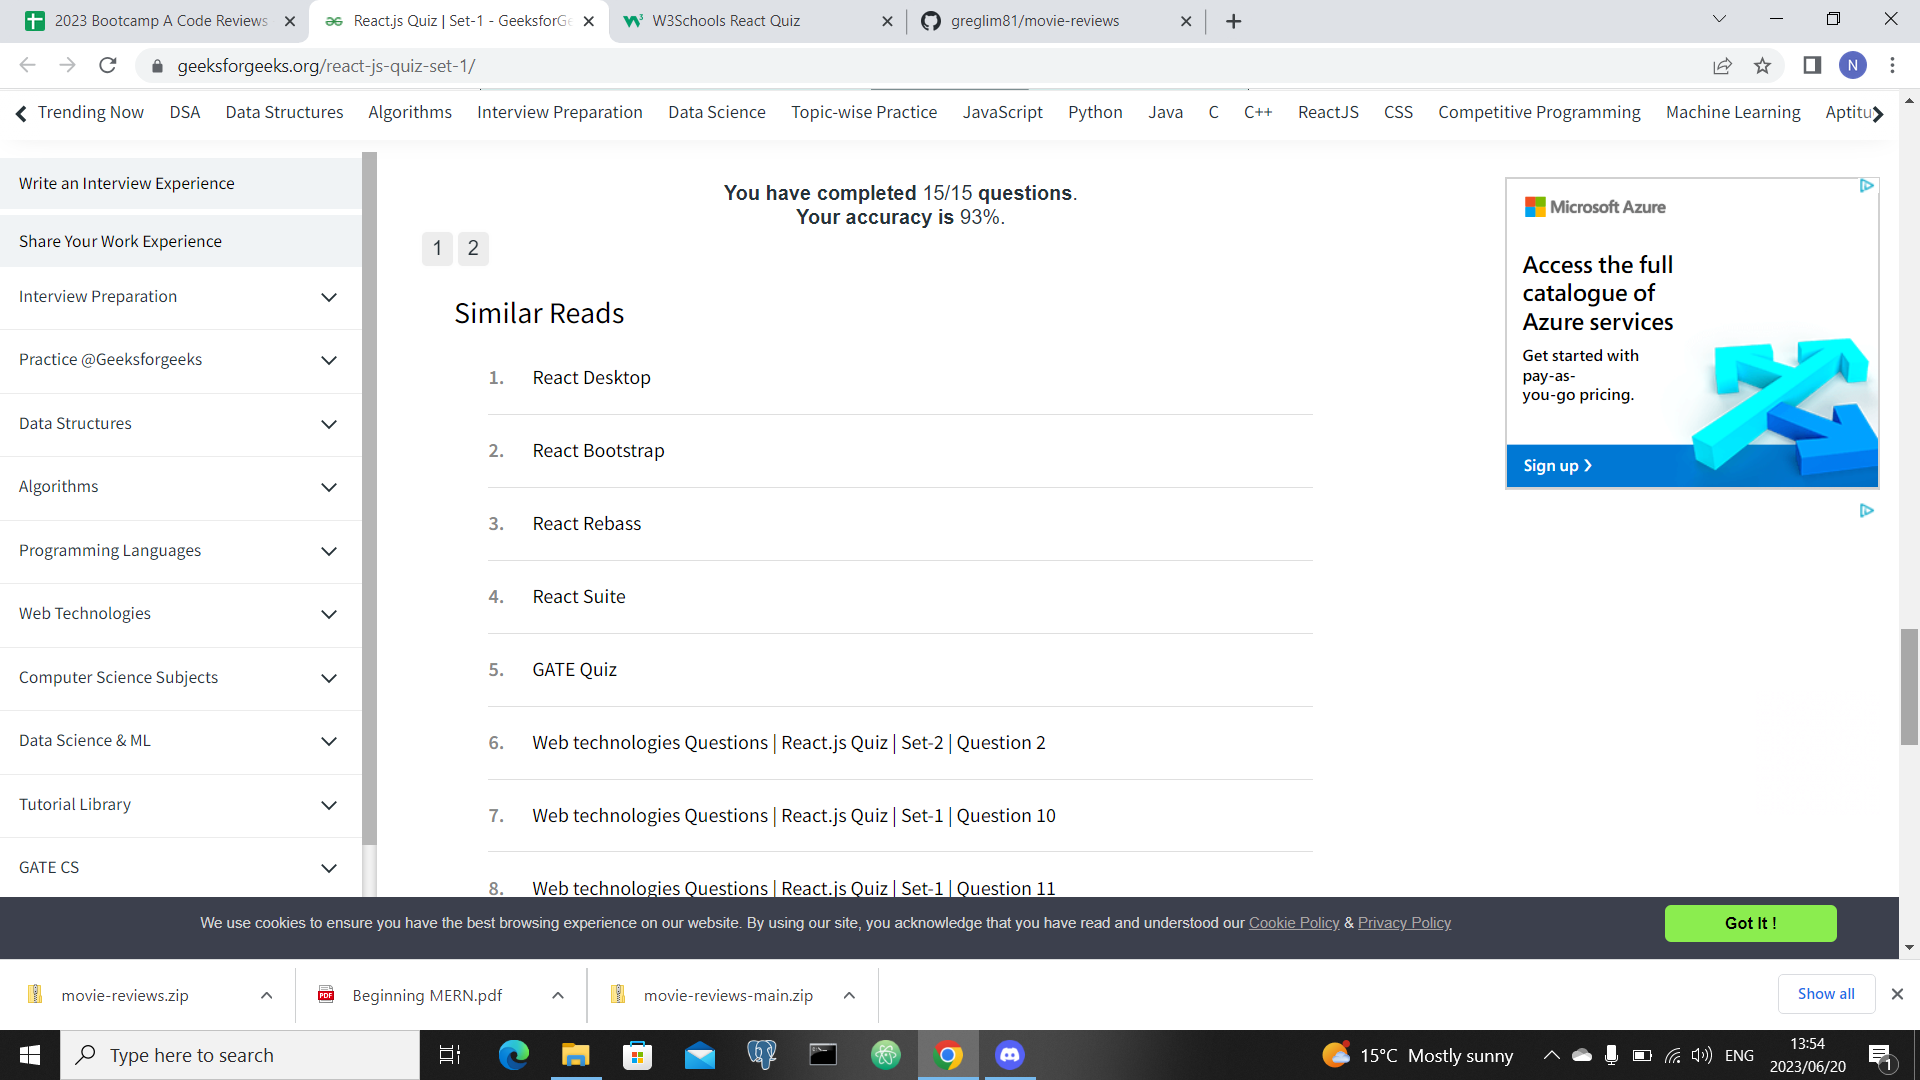 2023 Bootcamp A Code Reviews
React.js Quiz | Set-1 - GeeksforGe
W3Schools React Quiz
greglim81/movie-reviews
geeksforgeeks.org/react-js-quiz-set-1/
N
Trending Now DSA Data Structures Algorithms Interview Preparation Data Science Topic-wise Practice JavaScript Python Java C C++ ReactJS CSS Competitive Programming Machine Learning Aptitu
Write an Interview Experience
Share Your Work Experience
Interview Preparation
Practice @Geeksforgeeks
Data Structures
Algorithms
Programming Languages
Web Technologies
Computer Science Subjects
Data Science & ML
Tutorial Library
GATE CS
You have completed 15/15 questions.
Your accuracy is 93%.
1 2
Similar Reads
1. React Desktop
2. React Bootstrap
3. React Rebass
4. React Suite
5. GATE Quiz
6. Web technologies Questions | React.js Quiz | Set-2 | Question 2
7. Web technologies Questions | React.js Quiz | Set-1 | Question 10
8. Web technologies Questions | React.js Quiz | Set-1 | Question 11
Microsoft Azure
Access the full
catalogue of
Azure services
Get started with
pay-as-
you-go pricing.
Sign up
We use cookies to ensure you have the best browsing experience on our website. By using our site, you acknowledge that you have read and understood our Cookie Policy & Privacy Policy
Got It !
movie-reviews.zip
PDF
Beginning MERN.pdf
movie-reviews-main.zip
Show all
Type here to search
15°C Mostly sunny
ENG
13:54
2023/06/20
1